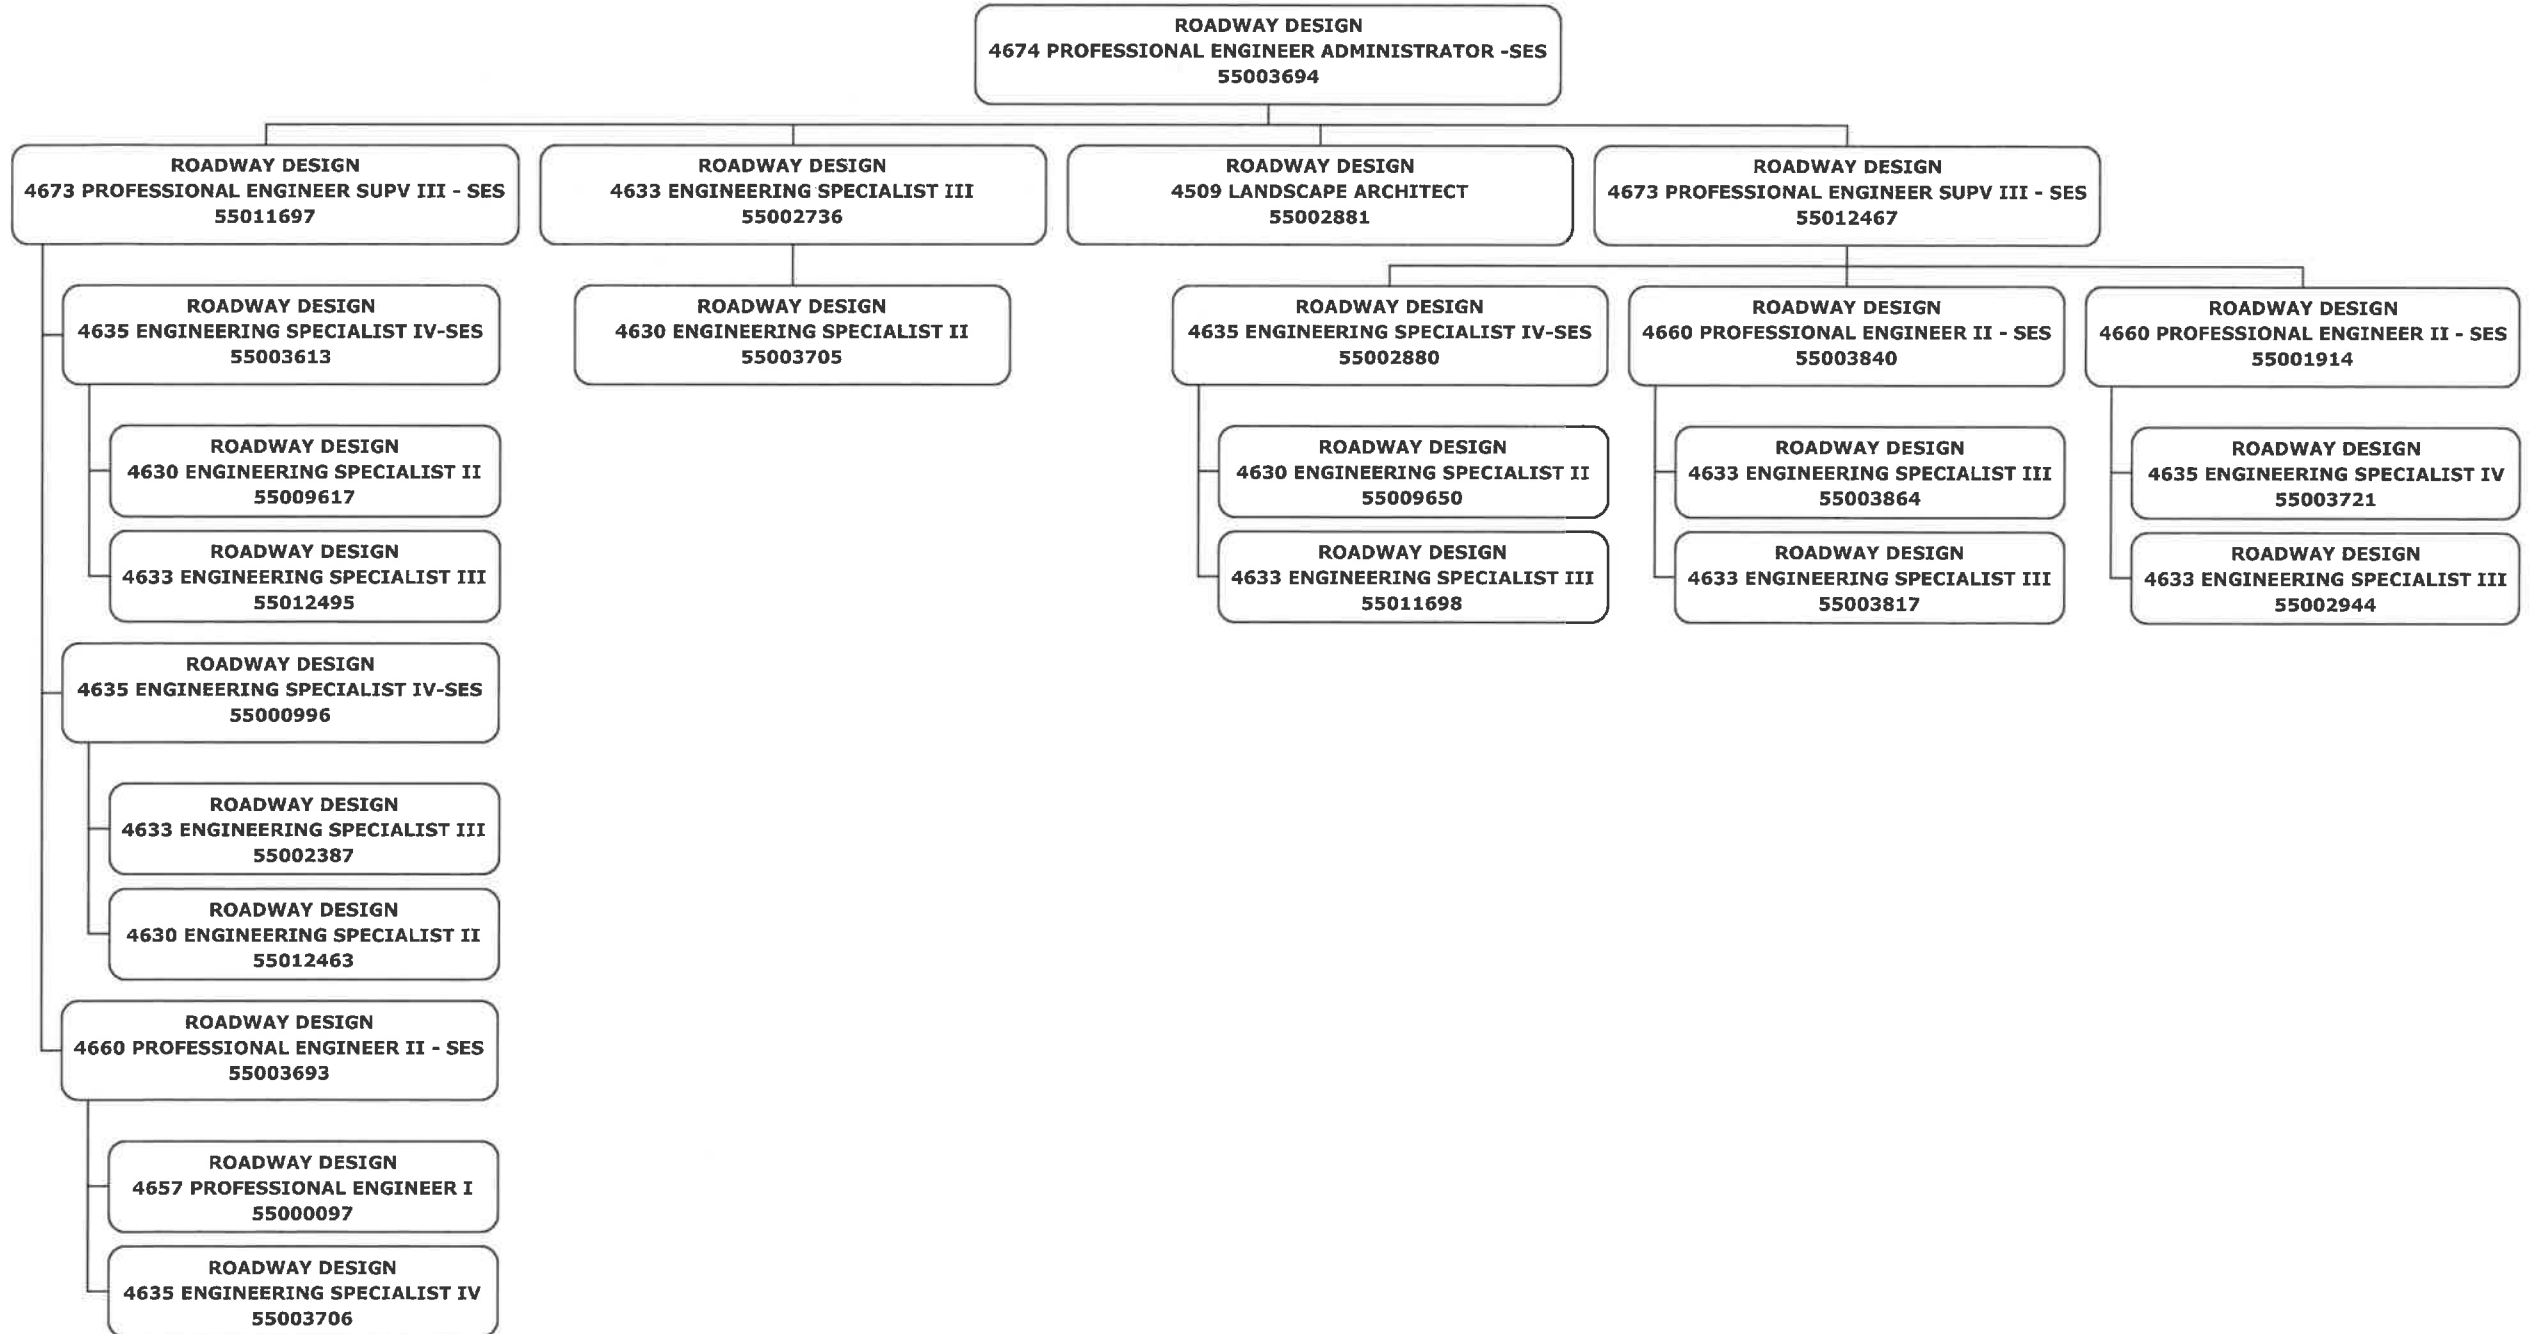 ROADWAY DESIGN
4674 PROFESSIONAL ENGINEER ADMINISTRATOR -SES
55003694
ROADWAY DESIGN
4673 PROFESSIONAL ENGINEER SUPV III - SES
55011697
ROADWAY DESIGN
4633 ENGINEERING SPECIALIST III
55002736
ROADWAY DESIGN
4509 LANDSCAPE ARCHITECT
55002881
ROADWAY DESIGN
4673 PROFESSIONAL ENGINEER SUPV III - SES
55012467
ROADWAY DESIGN
4635 ENGINEERING SPECIALIST IV-SES
55003613
ROADWAY DESIGN
4630 ENGINEERING SPECIALIST II
55003705
ROADWAY DESIGN
4635 ENGINEERING SPECIALIST IV-SES
55002880
ROADWAY DESIGN
4660 PROFESSIONAL ENGINEER II - SES
55003840
ROADWAY DESIGN
4660 PROFESSIONAL ENGINEER II - SES
55001914
ROADWAY DESIGN
4630 ENGINEERING SPECIALIST II
55009617
ROADWAY DESIGN
4630 ENGINEERING SPECIALIST II
55009650
ROADWAY DESIGN
4633 ENGINEERING SPECIALIST III
55003864
ROADWAY DESIGN
4635 ENGINEERING SPECIALIST IV
55003721
ROADWAY DESIGN
4633 ENGINEERING SPECIALIST III
55012495
ROADWAY DESIGN
4633 ENGINEERING SPECIALIST III
55011698
ROADWAY DESIGN
4633 ENGINEERING SPECIALIST III
55003817
ROADWAY DESIGN
4633 ENGINEERING SPECIALIST III
55002944
ROADWAY DESIGN
4635 ENGINEERING SPECIALIST IV-SES
55000996
ROADWAY DESIGN
4633 ENGINEERING SPECIALIST III
55002387
ROADWAY DESIGN
4630 ENGINEERING SPECIALIST II
55012463
ROADWAY DESIGN
4660 PROFESSIONAL ENGINEER II - SES
55003693
ROADWAY DESIGN
4657 PROFESSIONAL ENGINEER I
55000097
ROADWAY DESIGN
4635 ENGINEERING SPECIALIST IV
55003706